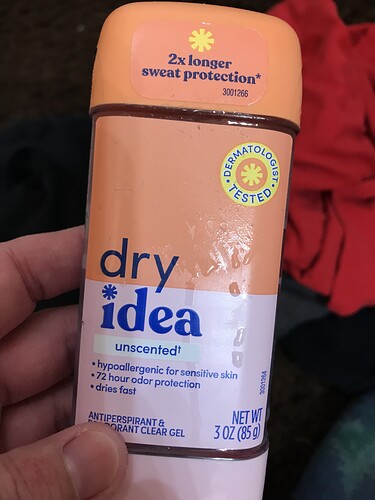 2x longer
sweat protection*
3001266
DERMATOLOGIST
TESTED
dry
idea
unscented†
• hypoallergenic for sensitive skin
• 72 hour odor protection
• dries fast
3001264
ANTIPERSPIRANT &
DEODORANT CLEAR GEL
NET WT
3 OZ (85 g)